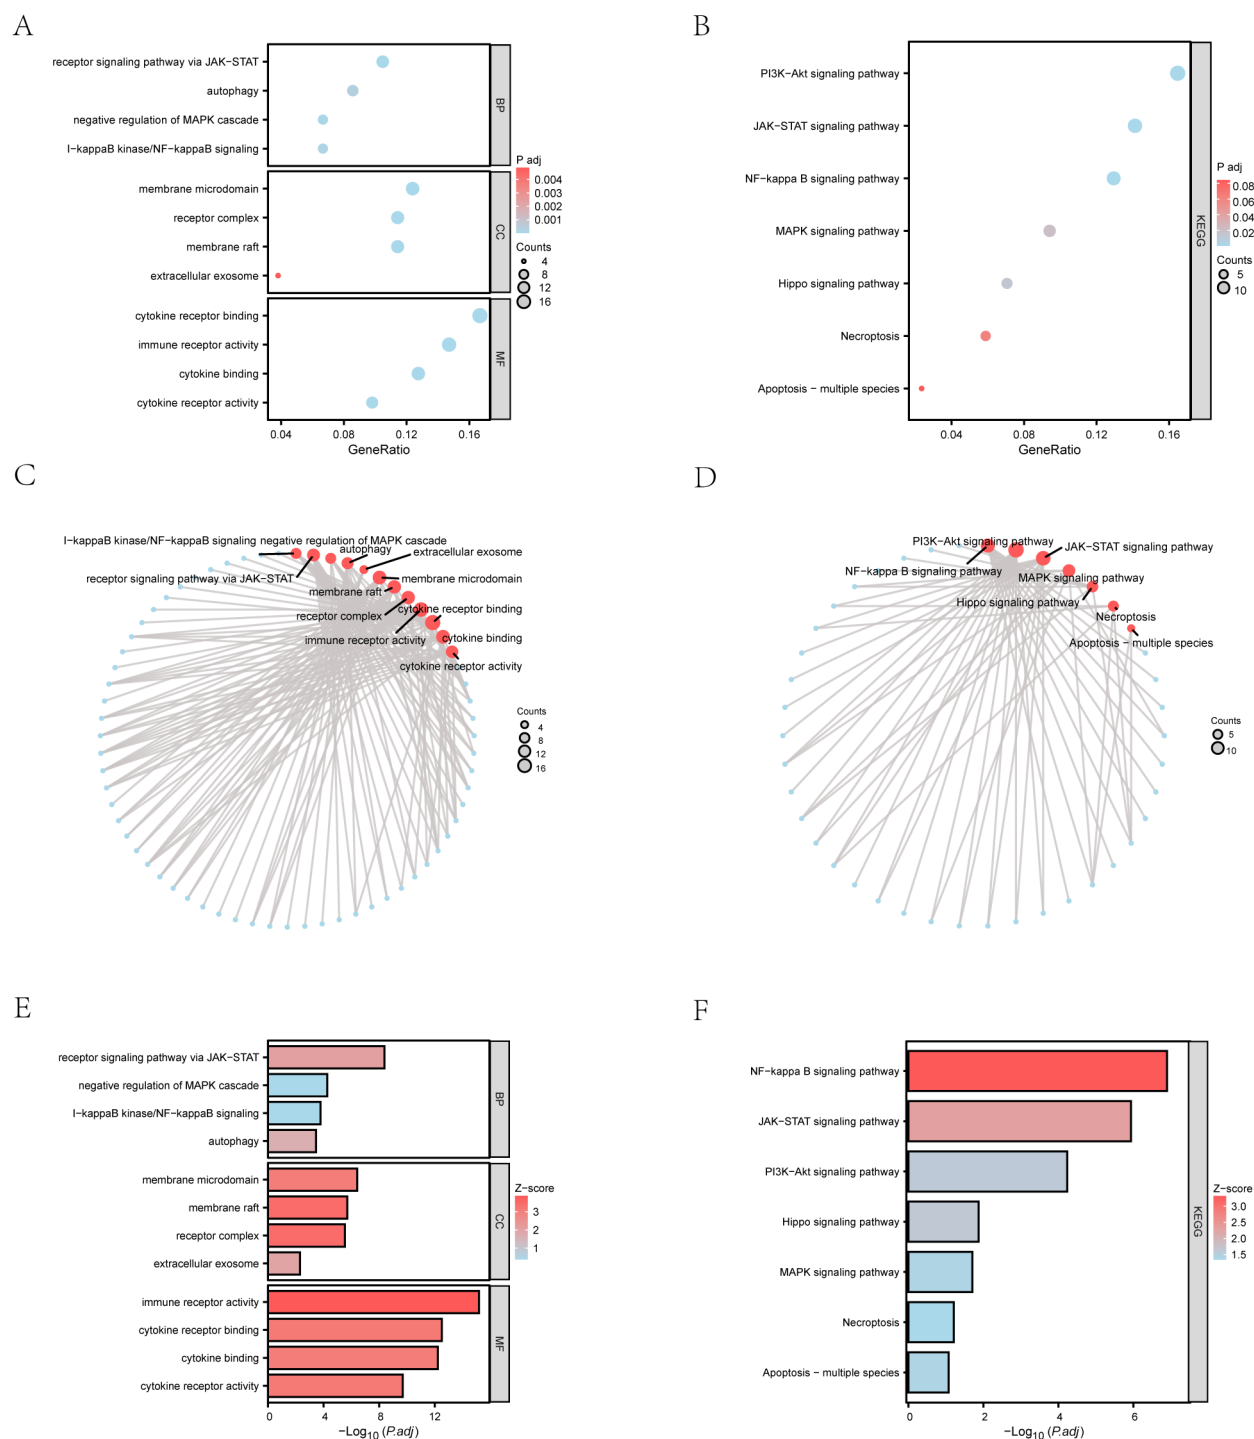 A
receptor signaling pathway via JAK−STAT
autophagy
negative regulation of MAPK cascade
I−kappaB kinase/NF−kappaB signaling
BP
membrane microdomain
receptor complex
membrane raft
extracellular exosome
CC
cytokine receptor binding
immune receptor activity
cytokine binding
cytokine receptor activity
MF
0.04 0.08 0.12 0.16
GeneRatio
P adj
0.004
0.003
0.002
0.001
Counts
4
8
12
16
B
PI3K−Akt signaling pathway
JAK−STAT signaling pathway
NF−kappa B signaling pathway
MAPK signaling pathway
Hippo signaling pathway
Necroptosis
Apoptosis − multiple species
KEGG
0.04 0.08 0.12 0.16
GeneRatio
P adj
0.08
0.06
0.04
0.02
Counts
5
10
C
I−kappaB kinase/NF−kappaB signaling negative regulation of MAPK cascade
autophagy
extracellular exosome
receptor signaling pathway via JAK−STAT
membrane microdomain
membrane raft
cytokine receptor binding
receptor complex
immune receptor activity
cytokine binding
cytokine receptor activity
Counts
4
8
12
16
D
PI3K−Akt signaling pathway
JAK−STAT signaling pathway
NF−kappa B signaling pathway
MAPK signaling pathway
Hippo signaling pathway
Necroptosis
Apoptosis − multiple species
Counts
5
10
E
receptor signaling pathway via JAK−STAT
negative regulation of MAPK cascade
I−kappaB kinase/NF−kappaB signaling
autophagy
BP
membrane microdomain
membrane raft
receptor complex
extracellular exosome
CC
immune receptor activity
cytokine receptor binding
cytokine binding
cytokine receptor activity
MF
0 4 8 12
−Log10 (P.adj)
Z−score
3
2
1
F
NF−kappa B signaling pathway
JAK−STAT signaling pathway
PI3K−Akt signaling pathway
Hippo signaling pathway
MAPK signaling pathway
Necroptosis
Apoptosis − multiple species
KEGG
0 2 4 6
−Log10 (P.adj)
Z−score
3.0
2.5
2.0
1.5